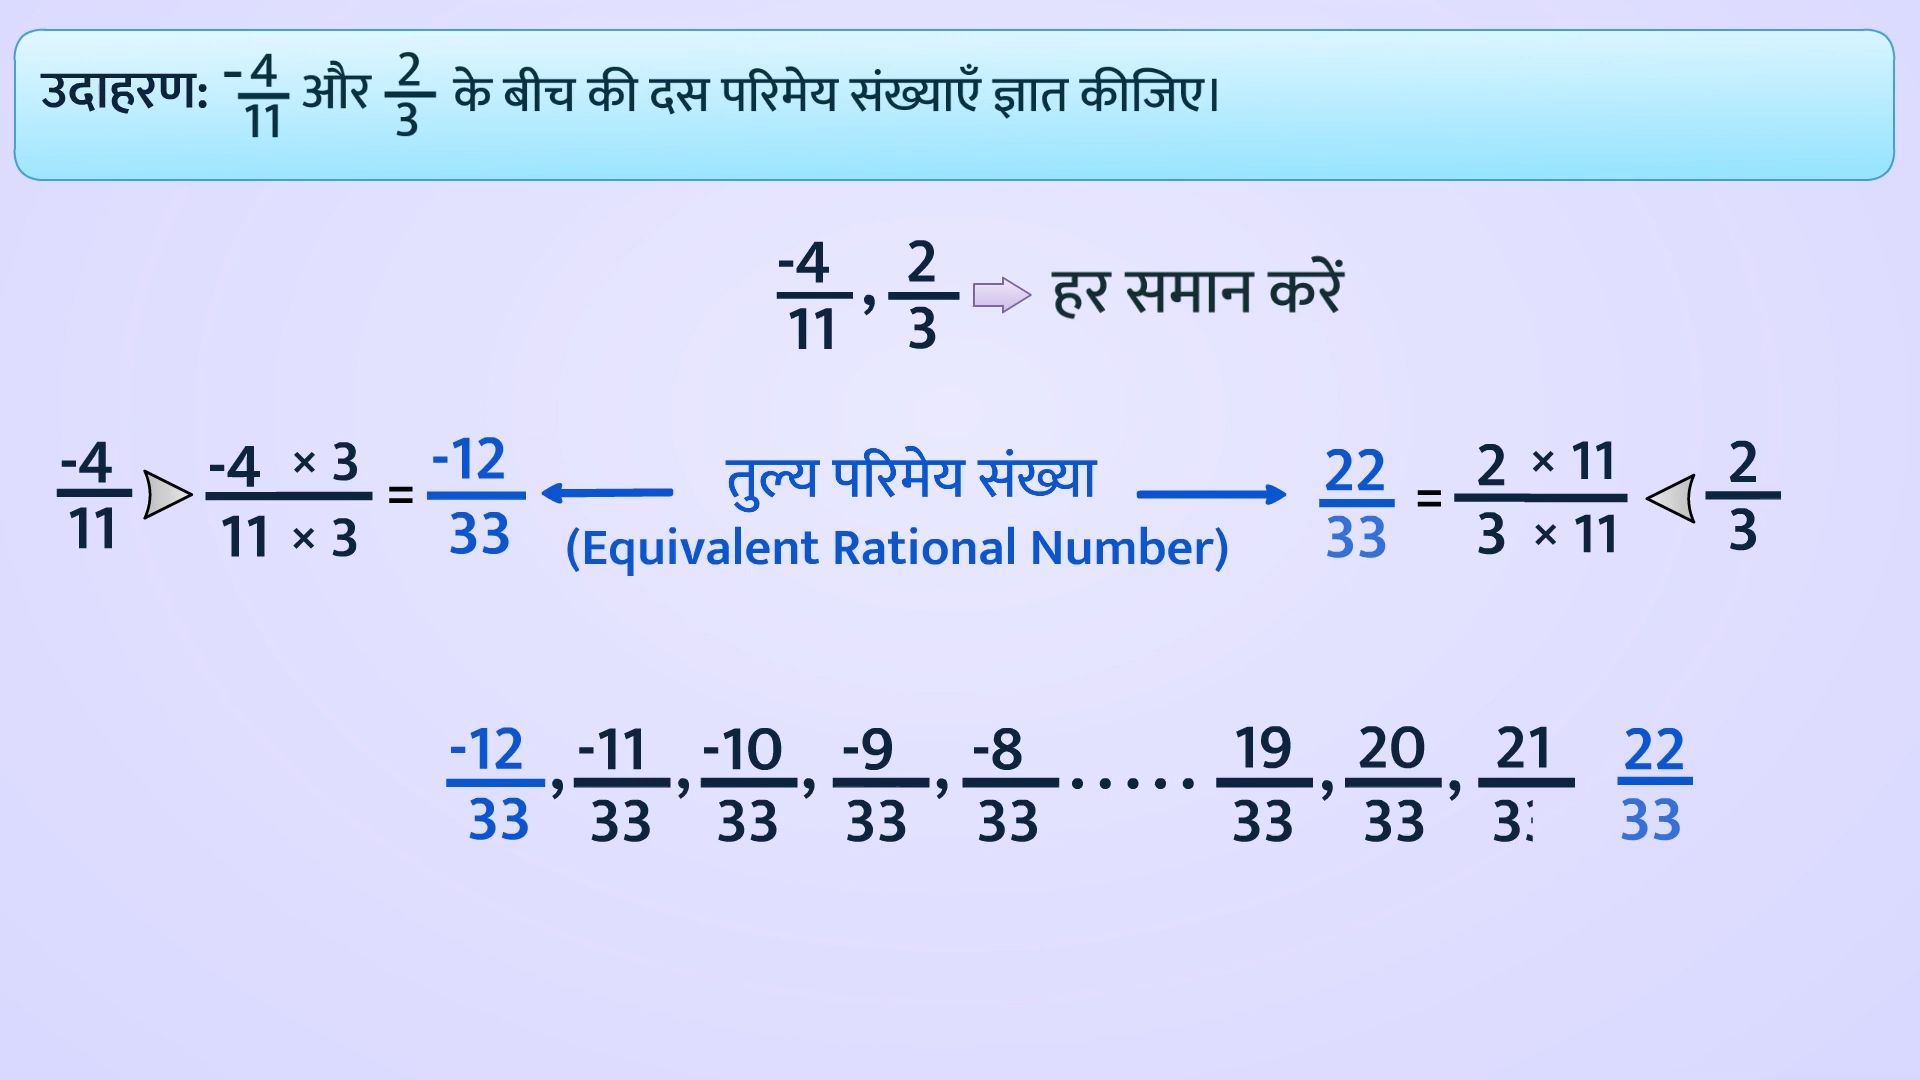 उदाहरण: -4/11 और 2/3 के बीच की दस परिमेय संख्याएँ ज्ञात कीजिए।
-4/11 , 2/3 हर समान करें
-4/11 -4 × 3/11 × 3 = -12/33 तुल्य परिमेय संख्या 22/33 = 2 × 11/3 × 11 2/3
(Equivalent Rational Number)
-12/33 , -11/33 , -10/33 , -9/33 , -8/33 ..... 19/33 , 20/33 , 21/3 22/33